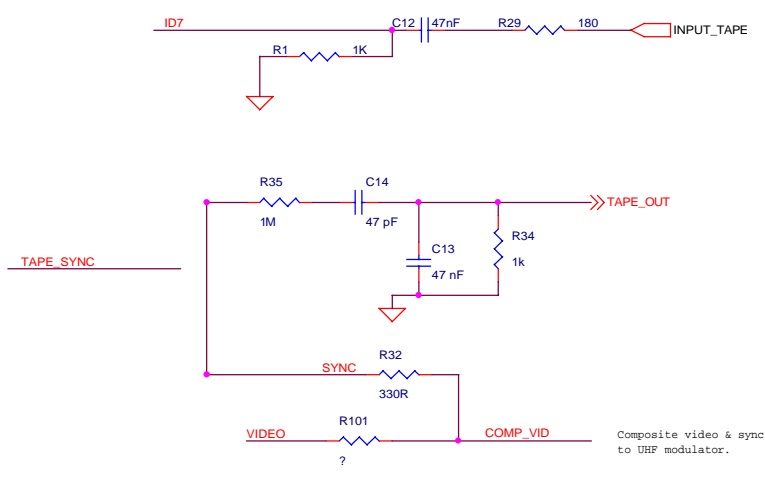 ID7
C12 47nF R29 180
INPUT_TAPE
R1 1K
R35 C14
TAPE_OUT
1M 47 pF
R34
C13
1k
TAPE_SYNC
47 nF
R32
SYNC
330R
R101
VIDEO COMP_VID
Composite video & sync
to UHF modulator.
?